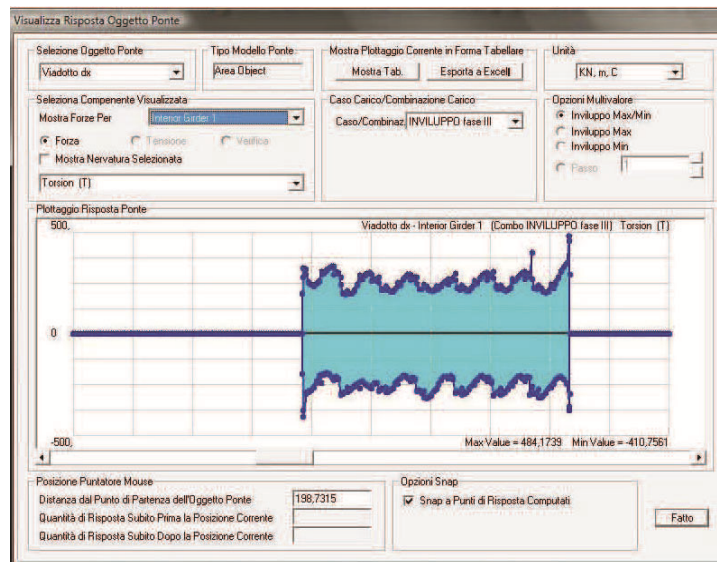 Visualizza Risposta Oggetto Ponte
Selezione Oggetto Ponte
Viadotto dx
Tipo Modello Ponte
Area Object
Mostra Plottaggio Corrente in Forma Tabellare
Mostra Tab.
Esporta a Excell
Unità
KN, m, C
Seleziona Compenente Visualizzata
Mostra Forze Per
Interior Girder 1
Forza
Tensione
Verifica
Mostra Nervatura Selezionata
Torsion (T)
Caso Carico/Combinazione Carico
Caso/Combinaz.
INVILUPPO fase III
Opzioni Multivalore
Inviluppo Max/Min
Inviluppo Max
Inviluppo Min
Passo
1
Plottaggio Risposta Ponte
500,
Viadotto dx - Interior Girder 1 (Combo INVILUPPO fase III) Torsion (T)
0
-500,
Max Value = 484,1739 Min Value = -410,7561
Posizione Puntatore Mouse
Distanza dal Punto di Partenza dell'Oggetto Ponte
198,7315
Quantità di Risposta Subito Prima la Posizione Corrente
Quantità di Risposta Subito Dopo la Posizione Corrente
Opzioni Snap
Snap a Punti di Risposta Computati
Fatto